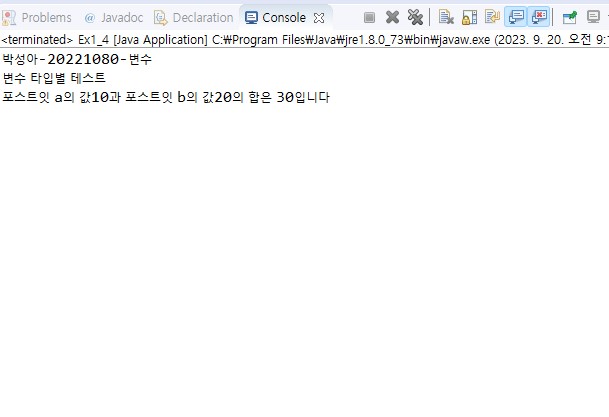 Problems @ Javadoc Declaration Console
<terminated> Ex1_4 [Java Application] C:₩Program Files₩Java₩jre1.8.0_73₩bin₩javaw.exe (2023. 9. 20. 오전 9:
박성아-20221080-변수
변수 타입별 테스트
포스트잇 a의 값10과 포스트잇 b의 값20의 합은 30입니다